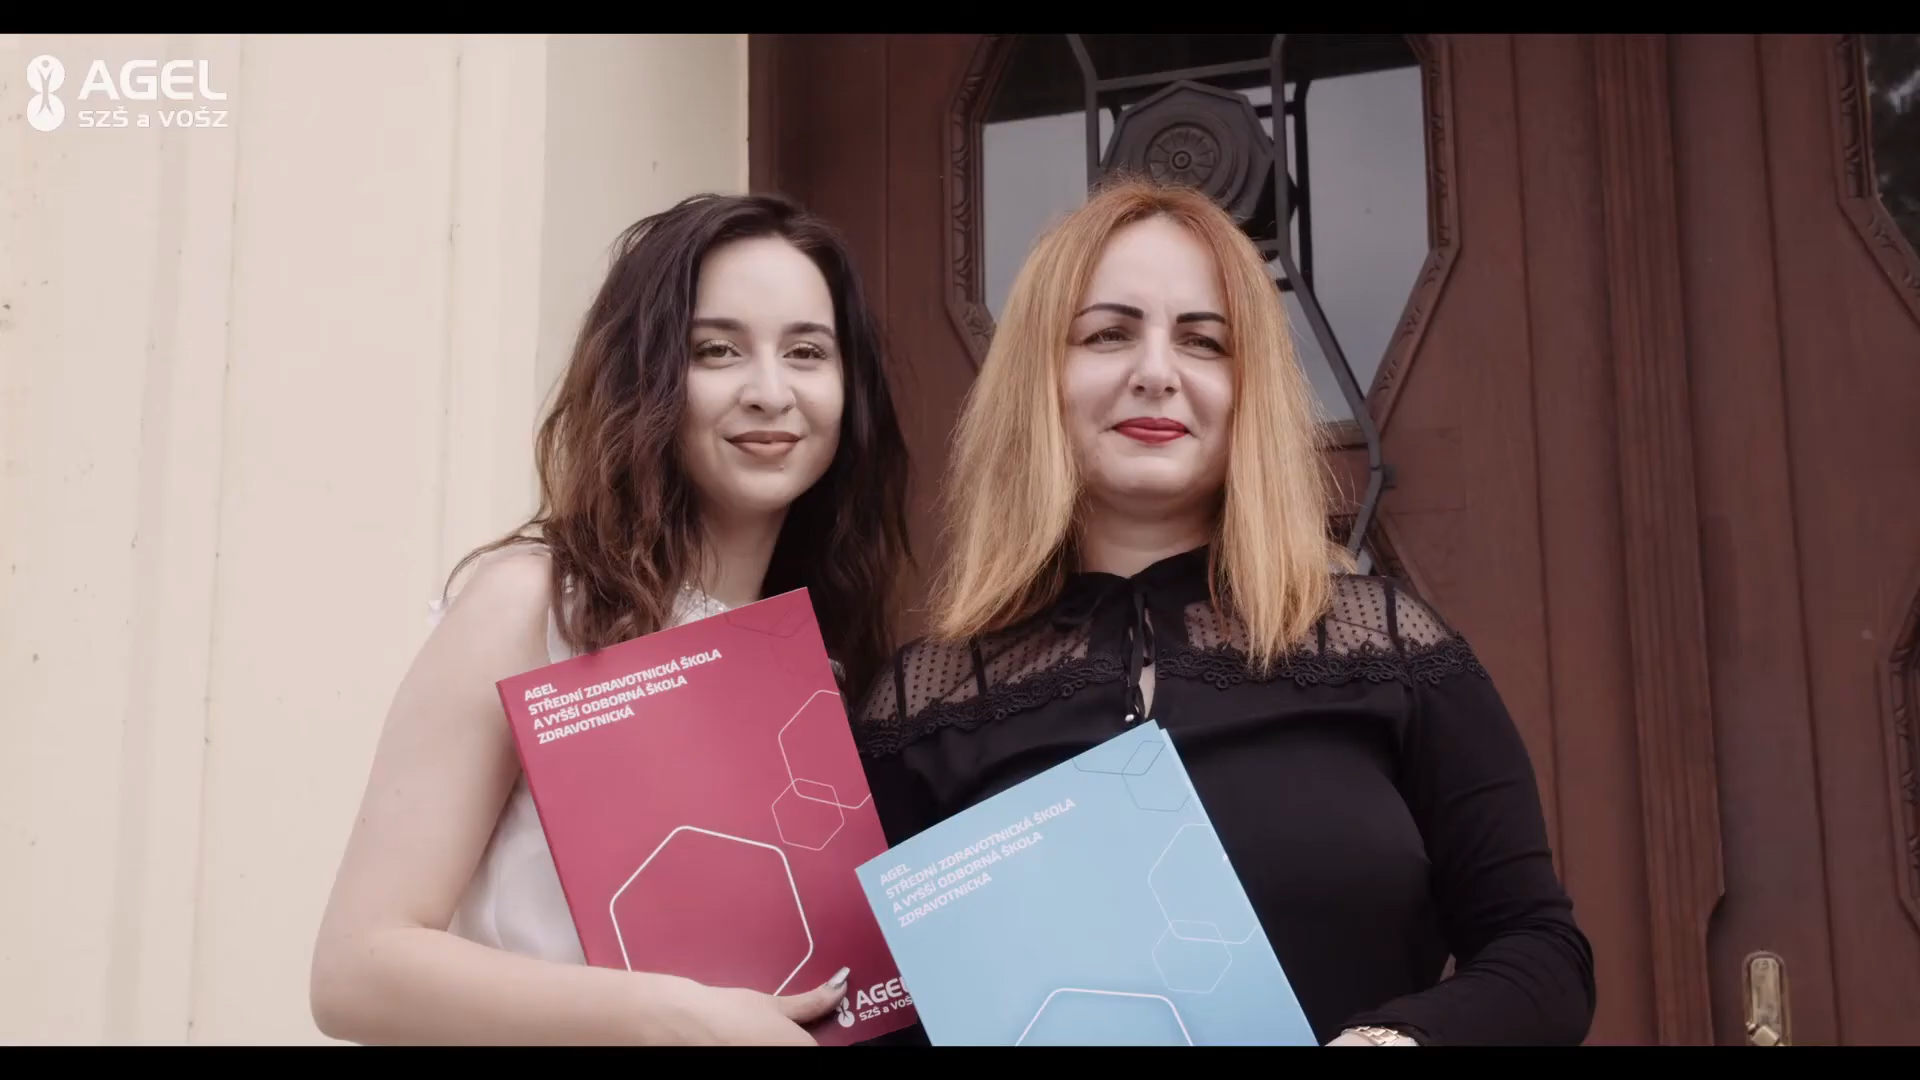 AGEL
SZŠ a VOŠZ
AGEL
STŘEDNÍ ZDRAVOTNICKÁ ŠKOLA
A VYŠŠÍ ODBORNÁ ŠKOLA
ZDRAVOTNICKÁ
AGEL
SZŠ a VOŠ
AGEL
STŘEDNÍ ZDRAVOTNICKÁ ŠKOLA
A VYŠŠÍ ODBORNÁ ŠKOLA
ZDRAVOTNICKÁ